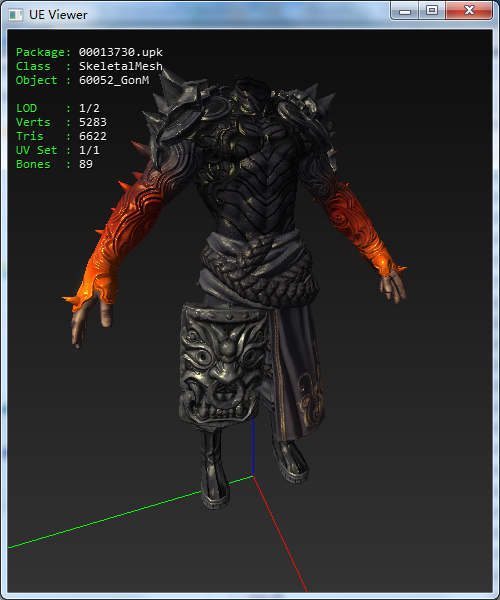 UE Viewer
Package: 00013730.upk
Class : SkeletalMesh
Object : 60052_GonM
LOD : 1/2
Verts : 5283
Tris : 6622
UV Set : 1/1
Bones : 89